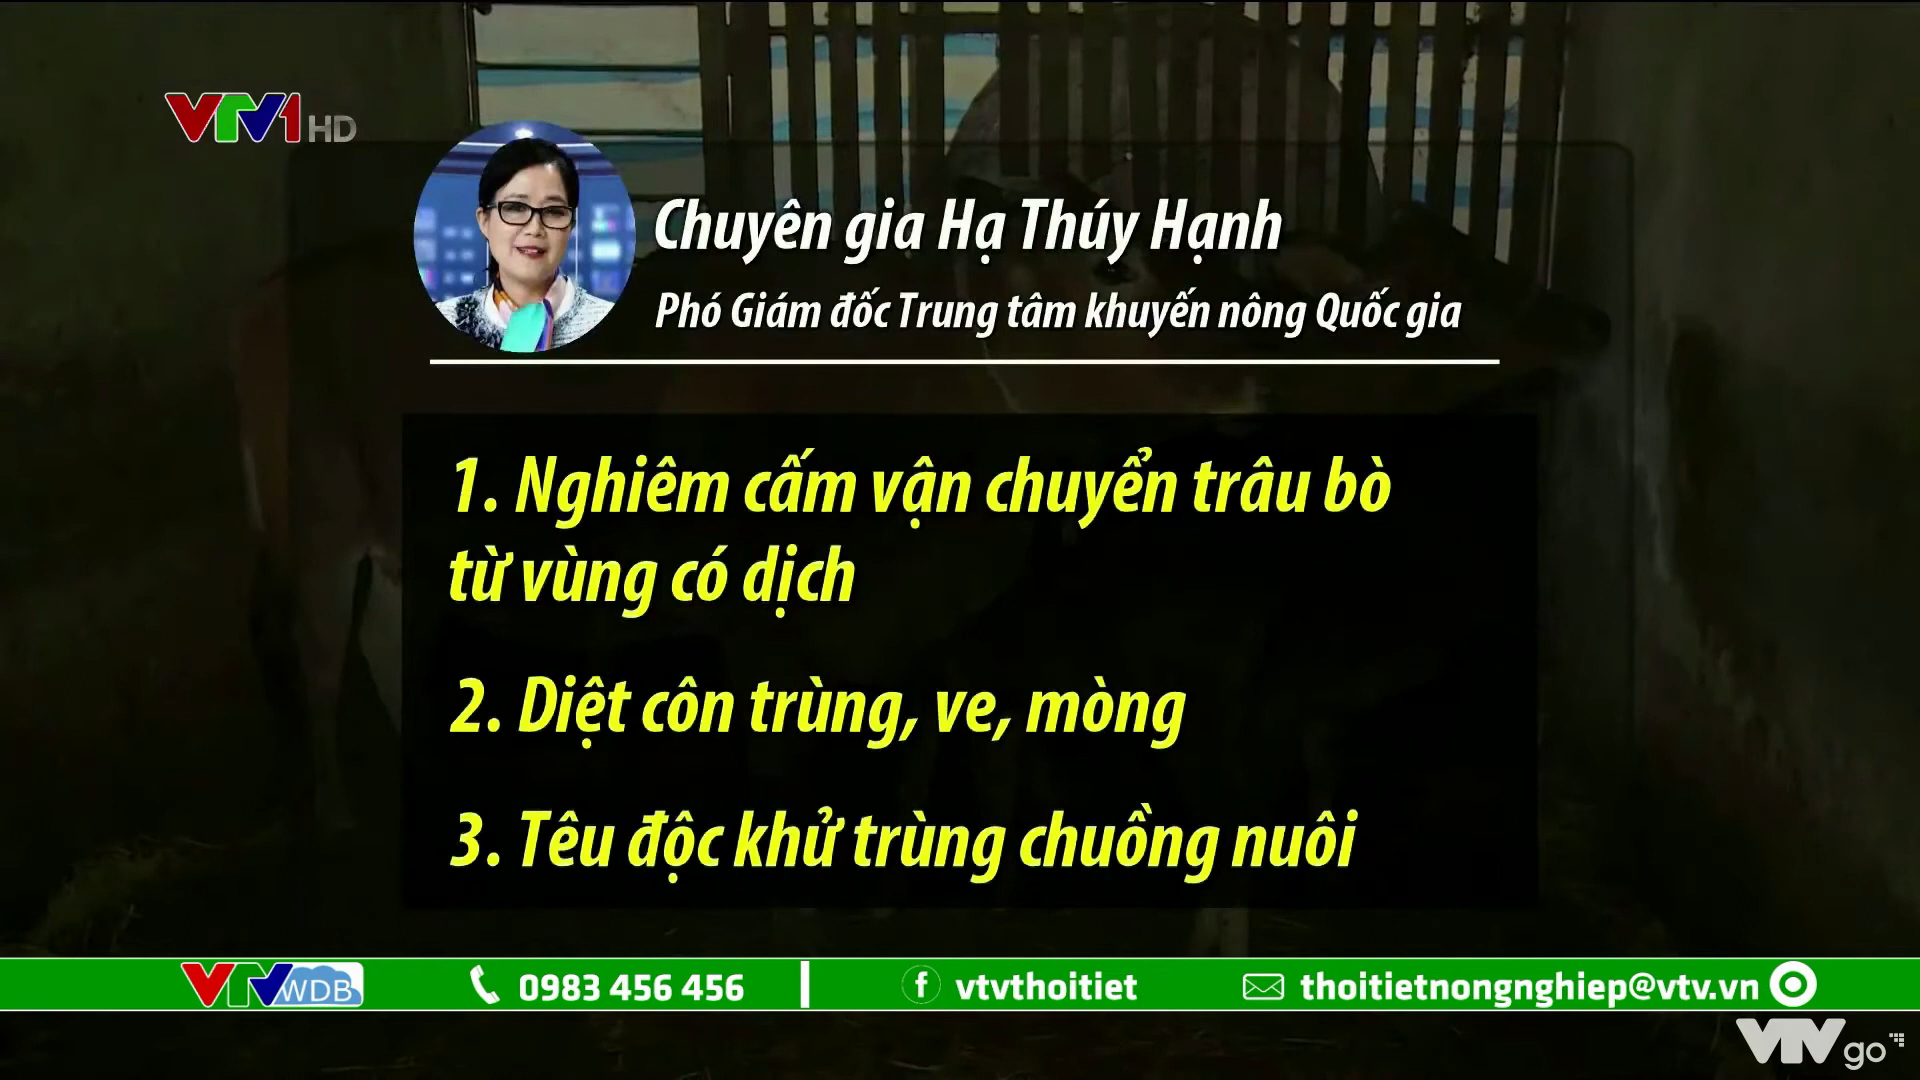 VTV1 HD
Chuyên gia Hạ Thúy Hạnh
Phó Giám đốc Trung tâm khuyến nông Quốc gia
1. Nghiêm cấm vận chuyển trâu bò
từ vùng có dịch
2. Diệt côn trùng, ve, mòng
3. Têu độc khử trùng chuồng nuôi
VTV WDB 0983 456 456 vtvthoitiet thoitietnongnghiep@vtv.vn
VTV go